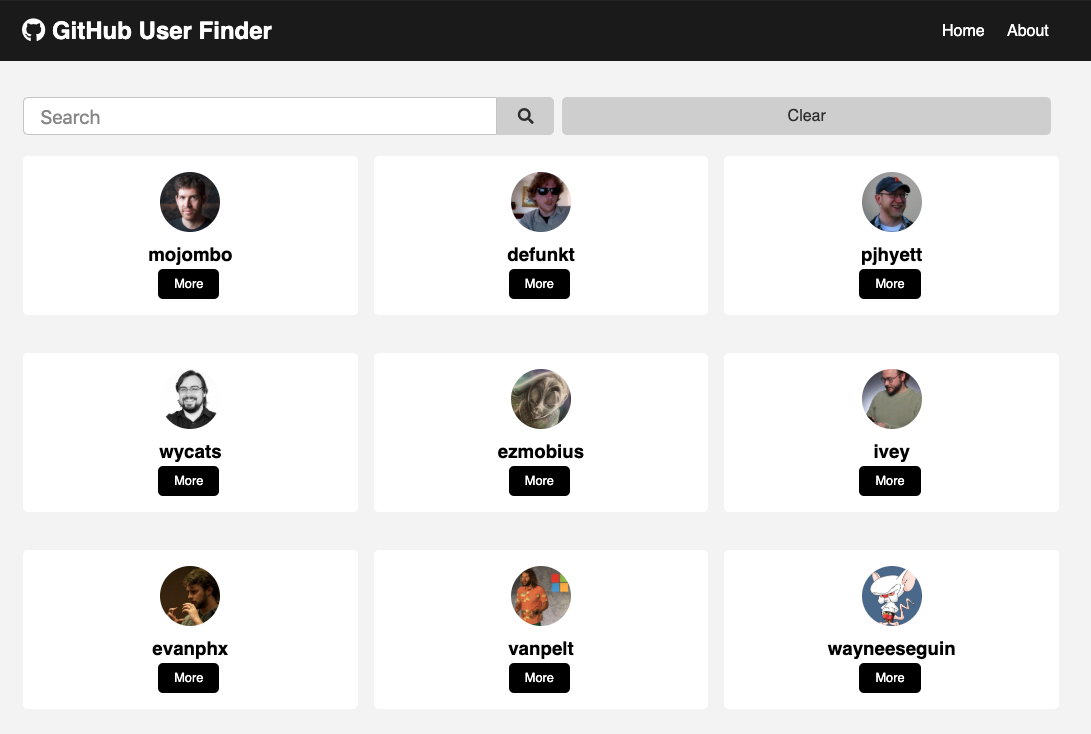 GitHub User Finder
Home
About
Search
Clear
mojombo
defunkt
pjhyett
More
More
More
wycats
ezmobius
ivey
More
More
More
evanphx
vanpelt
wayneeseguin
More
More
More